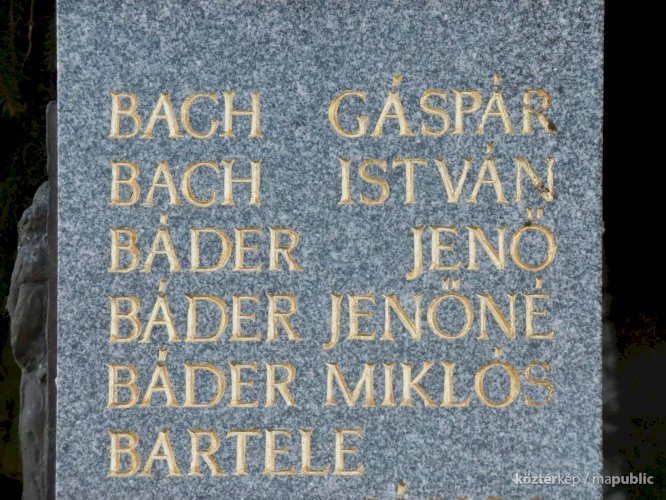 BACH GÁSPÁR
BACH ISTVÁN
BÁDER JENŐ
BÁDER JENŐNÉ
BÁDER MIKLÓS
BARTELE
köztérkép / mapublic